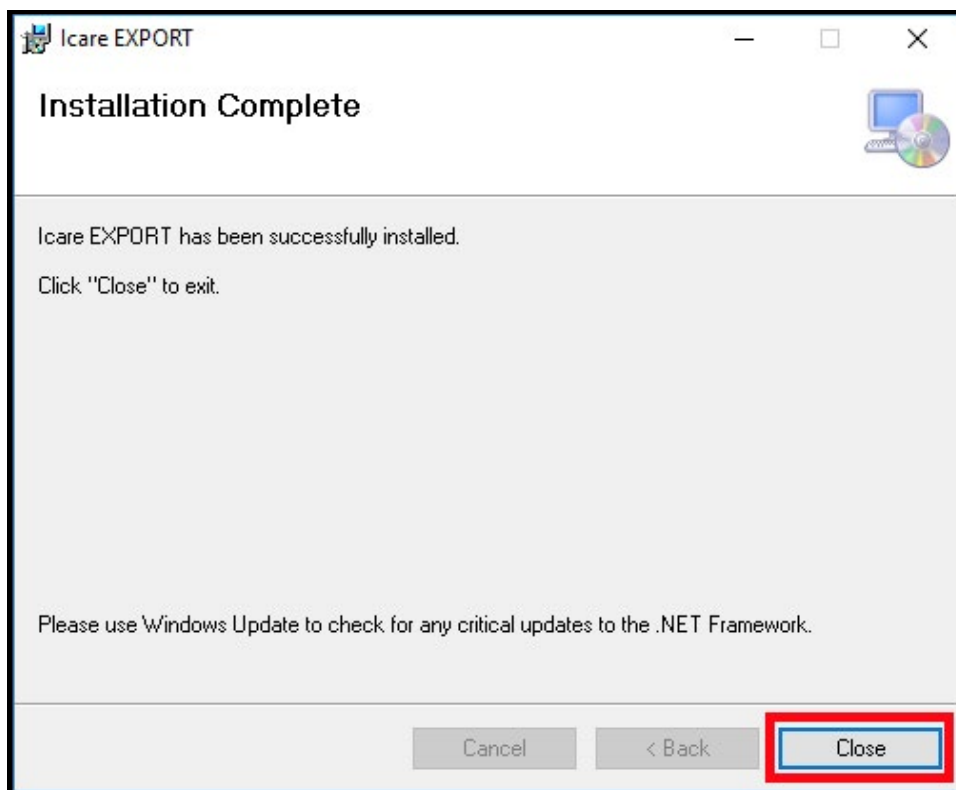 Icare EXPORT
Installation Complete
Icare EXPORT has been successfully installed.
Click "Close" to exit.
Please use Windows Update to check for any critical updates to the .NET Framework.
Cancel
< Back
Close